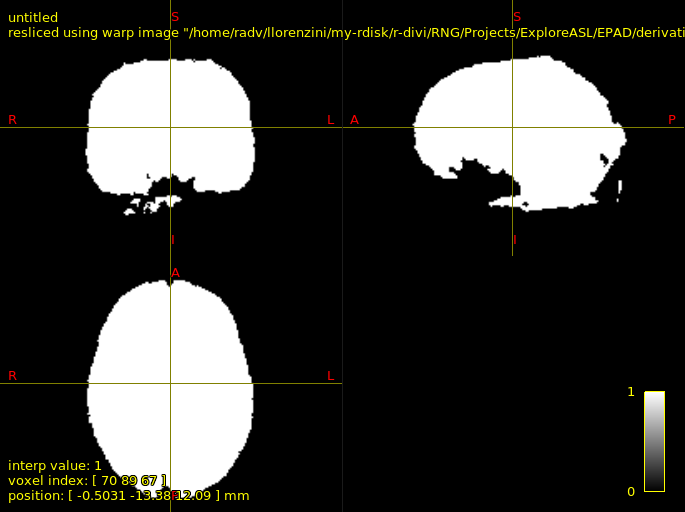 untitled
resliced using warp image "/home/radv/llorenzini/my-rdisk/r-divi/RNG/Projects/ExploreASL/EPAD/derivati
S
S
R
L
A
P
I
I
A
R
L
1
interp value: 1
voxel index: [ 70 89 67 ]
position: [ -0.5031 -13.38 12.09 ] mm
P
0